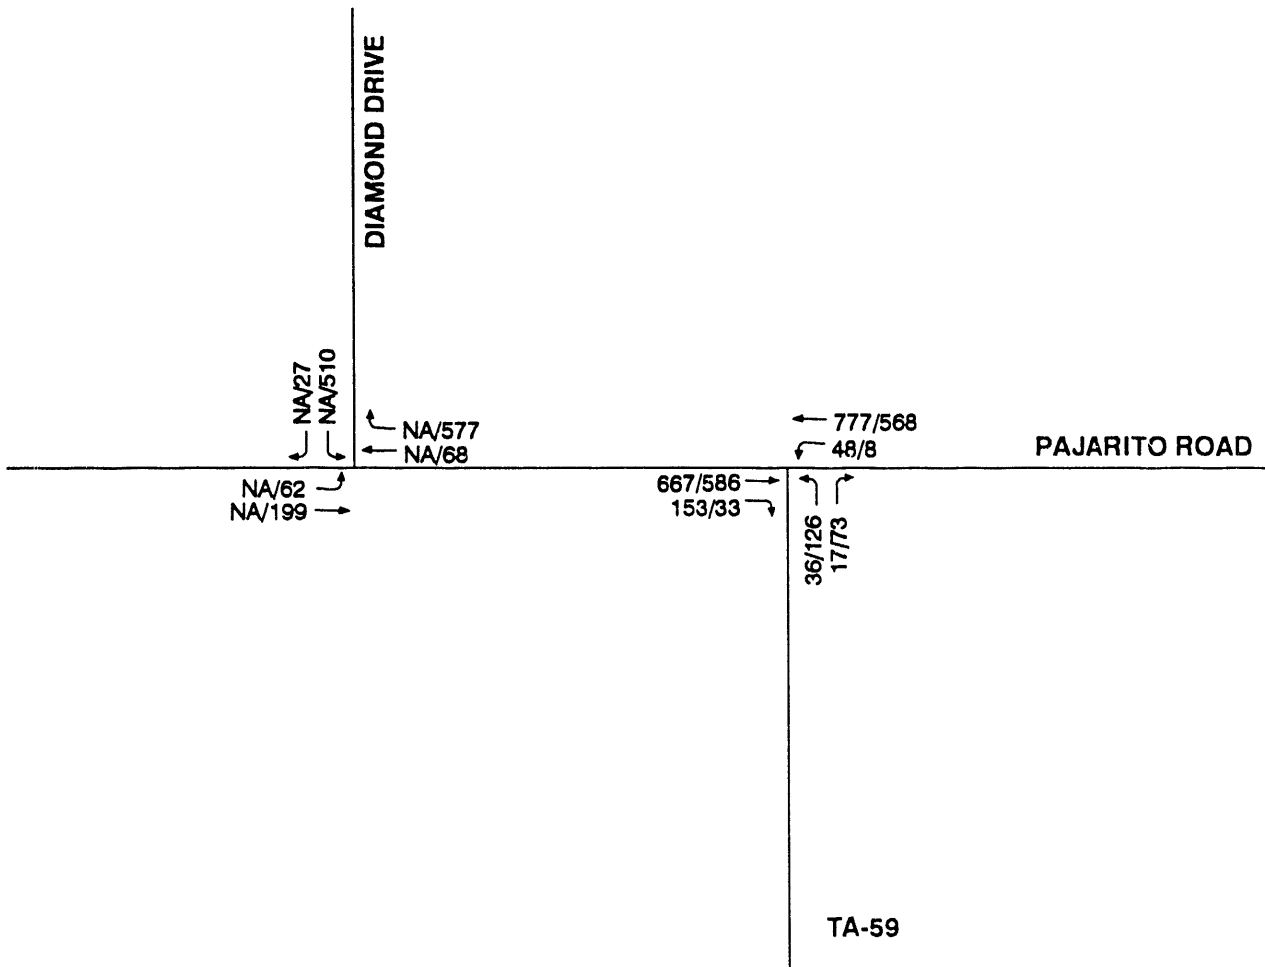 DIAMOND DRIVE
NA/27
NA/510
NA/577
NA/68
777/568
48/8
PAJARITO ROAD
NA/62
NA/199
667/586
153/33
36/126
17/73
TA-59